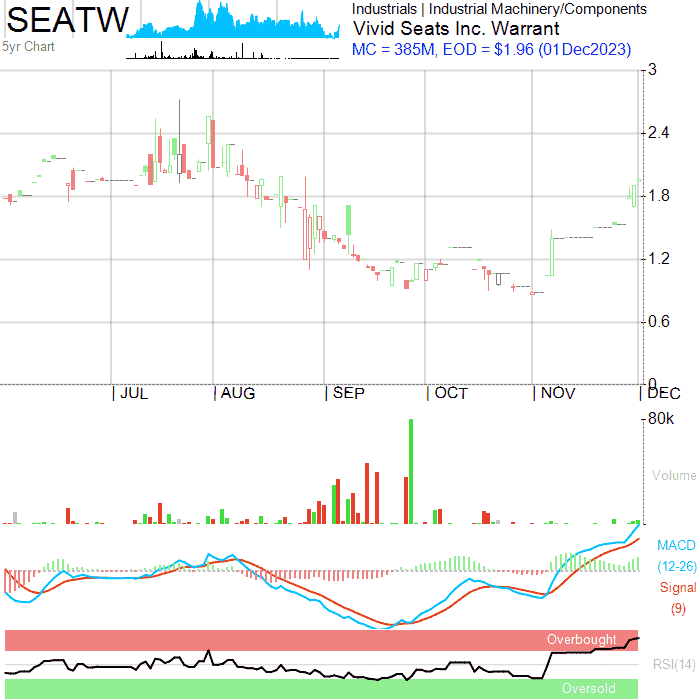 SEATW
5yr Chart
Industrials | Industrial Machinery/Components
Vivid Seats Inc. Warrant
MC = 385M, EOD = $1.96 (01Dec2023)
3
2.4
1.8
1.2
0.6
0
| JUL | AUG | SEP | OCT | NOV | DEC
80k
Volume
MACD
(12-26)
Signal
(9)
Overbought
RSI(14)
Oversold